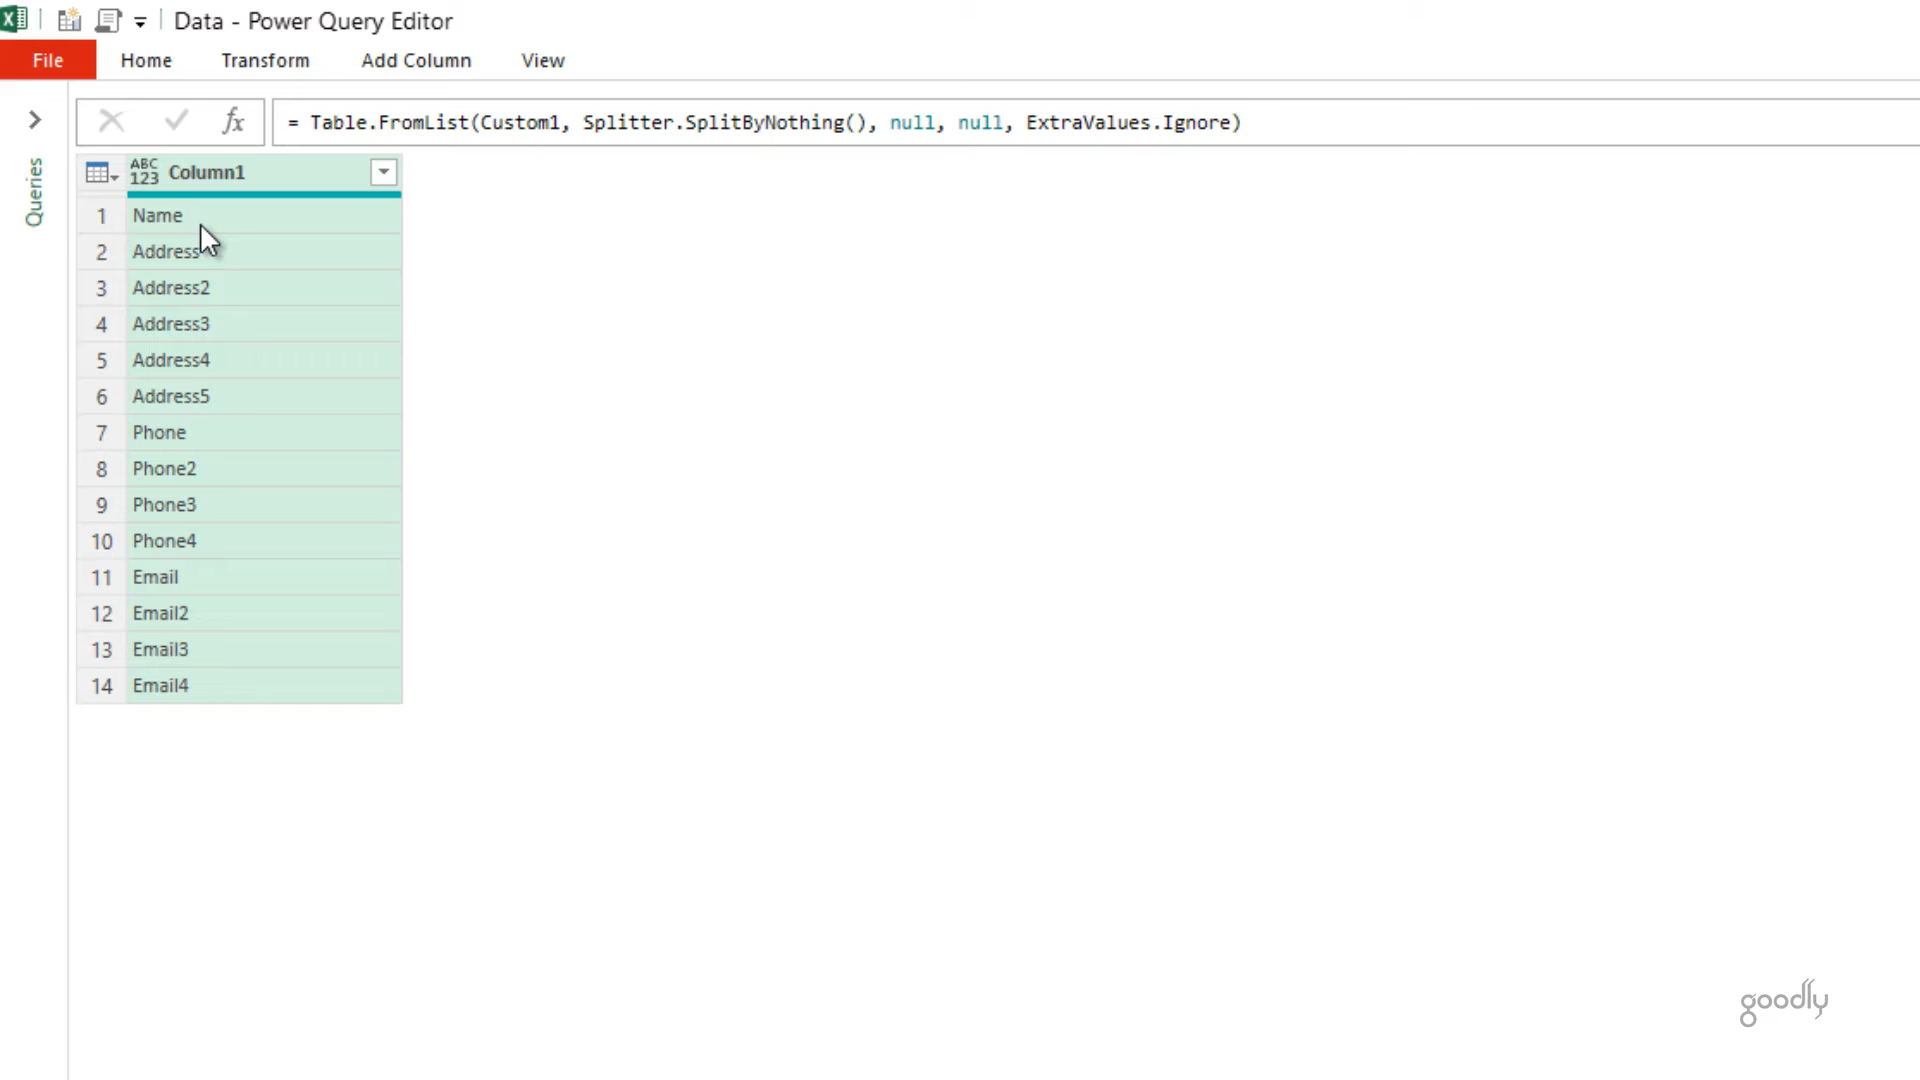 Data - Power Query Editor
File Home Transform Add Column View
fx = Table.FromList(Custom1, Splitter.SplitByNothing(), null, null, ExtraValues.Ignore)
Queries
ABC
123 Column1
1 Name
2 Address
3 Address2
4 Address3
5 Address4
6 Address5
7 Phone
8 Phone2
9 Phone3
10 Phone4
11 Email
12 Email2
13 Email3
14 Email4
goodly